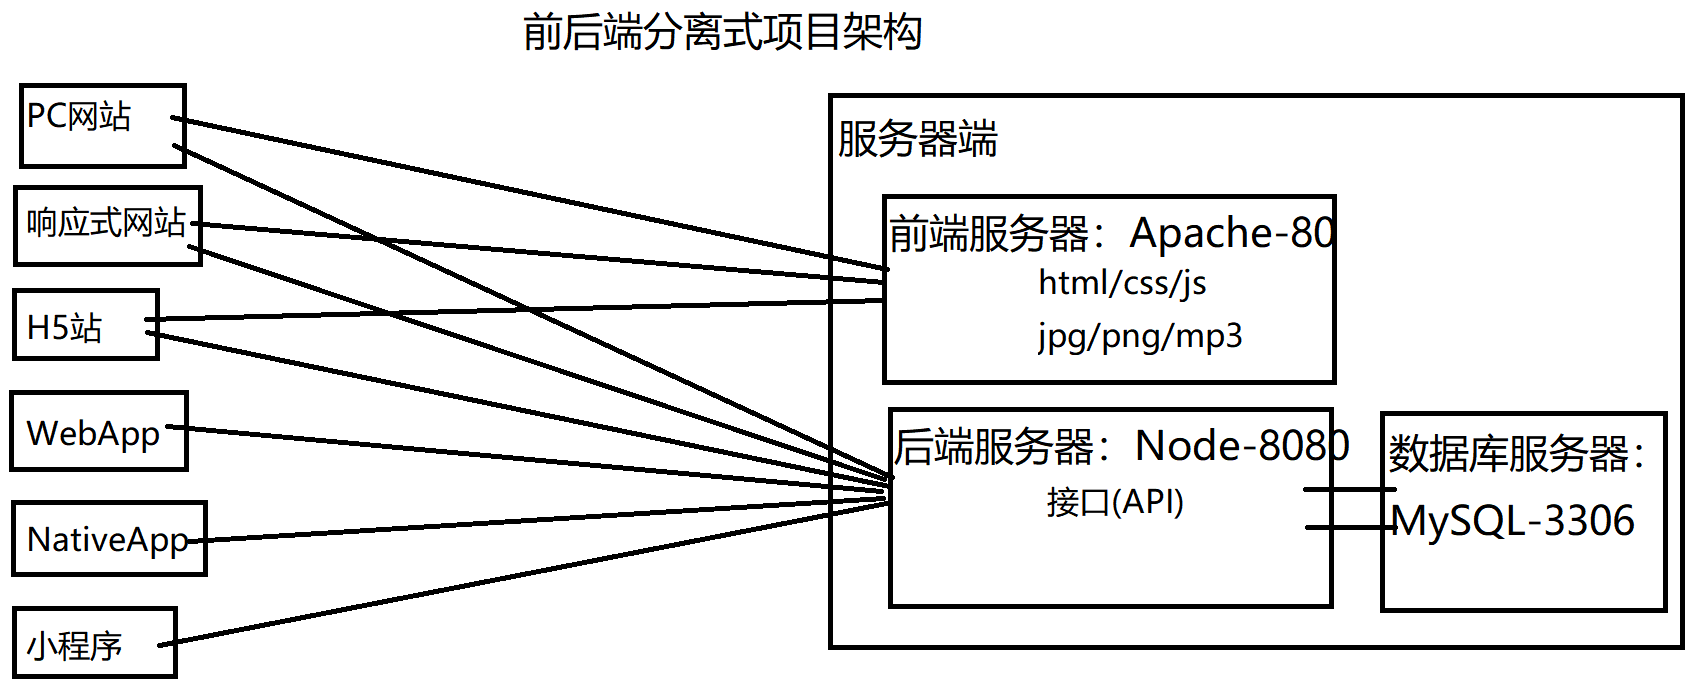 前后端分离式项目架构
PC网站
响应式网站
H5站
WebApp
NativeApp
小程序
服务器端
前端服务器：Apache-80
html/css/js
jpg/png/mp3
后端服务器：Node-8080
接口(API)
数据库服务器：
MySQL-3306